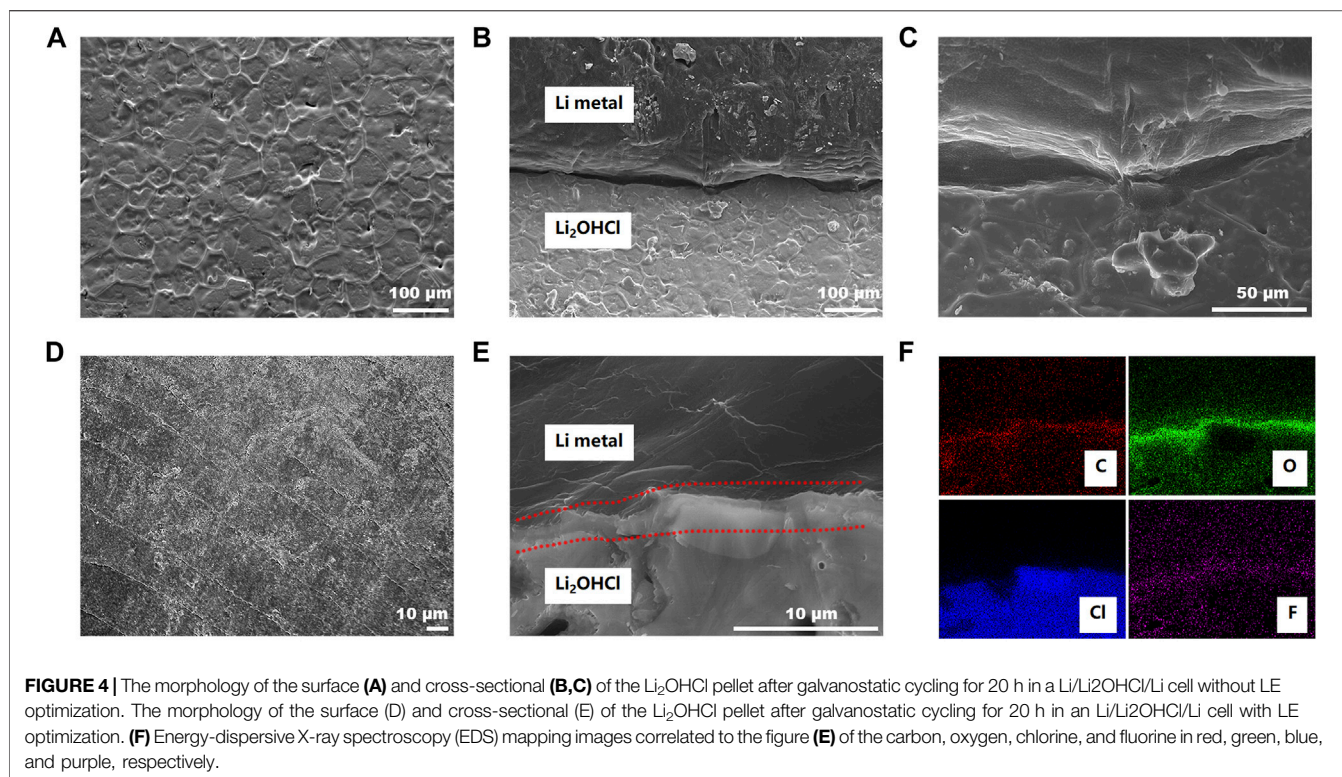 A
B
C
Li metal
Li₂OHCl
100 µm
100 µm
50 µm
D
E
F
Li metal
Li₂OHCl
10 µm
10 µm
C
O
Cl
F
FIGURE 4 | The morphology of the surface (A) and cross-sectional (B,C) of the Li₂OHCl pellet after galvanostatic cycling for 20 h in a Li/Li2OHCl/Li cell without LE
optimization. The morphology of the surface (D) and cross-sectional (E) of the Li₂OHCl pellet after galvanostatic cycling for 20 h in an Li/Li2OHCl/Li cell with LE
optimization. (F) Energy-dispersive X-ray spectroscopy (EDS) mapping images correlated to the figure (E) of the carbon, oxygen, chlorine, and fluorine in red, green, blue,
and purple, respectively.